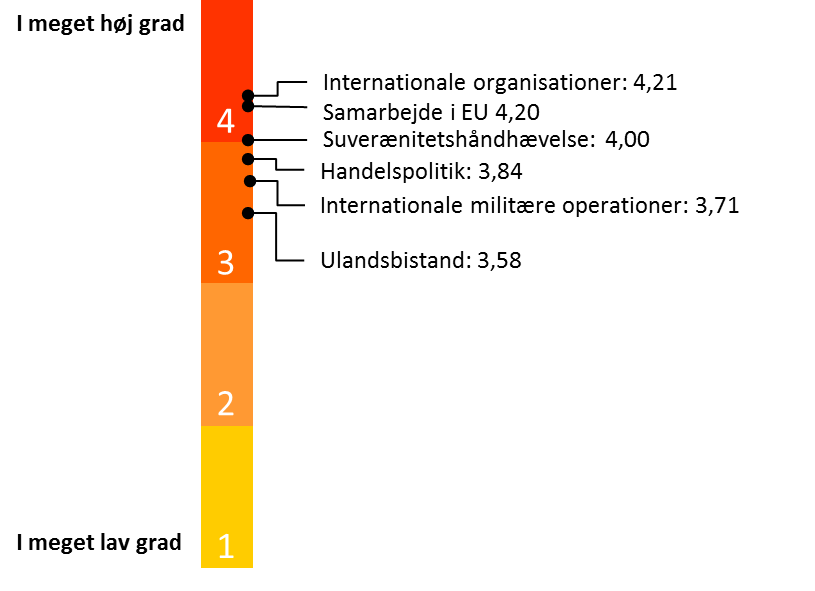 I meget høj grad
Internationale organisationer: 4,21
Samarbejde i EU 4,20
4
Suverænitetshåndhævelse: 4,00
Handelspolitik: 3,84
Internationale militære operationer: 3,71
Ulandsbistand: 3,58
3
2
I meget lav grad
1